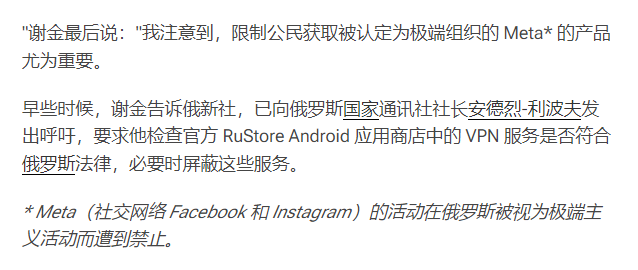 "谢金最后说："我注意到，限制公民获取被认定为极端组织的 Meta* 的产品
尤为重要。
早些时候，谢金告诉俄新社，已向俄罗斯国家通讯社社长安德烈-利波夫发
出呼吁，要求他检查官方 RuStore Android 应用商店中的 VPN 服务是否符合
俄罗斯法律，必要时屏蔽这些服务。
* Meta（社交网络 Facebook 和 Instagram）的活动在俄罗斯被视为极端主
义活动而遭到禁止。